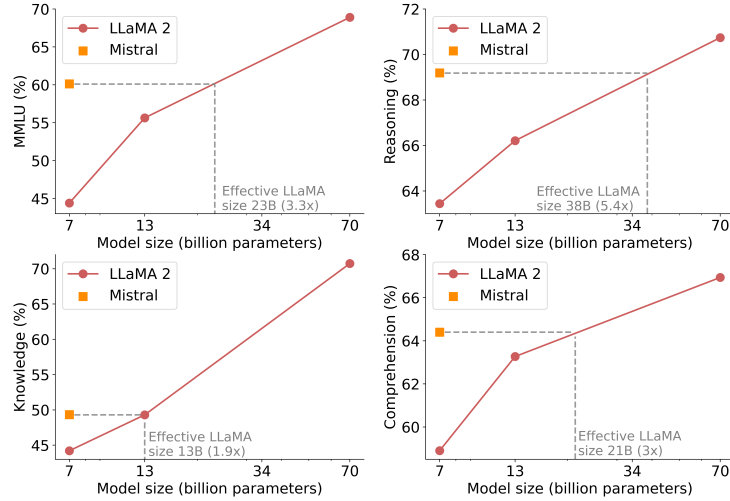 70
65
60
55
50
45
MMLU (%)
LLaMA 2
Mistral
Effective LLaMA
size 23B (3.3x)
7
13
34
70
Model size (billion parameters)
72
70
68
66
64
Reasoning (%)
LLaMA 2
Mistral
Effective LLaMA
size 38B (5.4x)
7
13
34
70
Model size (billion parameters)
70
65
60
55
50
45
Knowledge (%)
LLaMA 2
Mistral
Effective LLaMA
size 13B (1.9x)
7
13
34
70
Model size (billion parameters)
68
66
64
62
60
Comprehension (%)
LLaMA 2
Mistral
Effective LLaMA
size 21B (3x)
7
13
34
70
Model size (billion parameters)